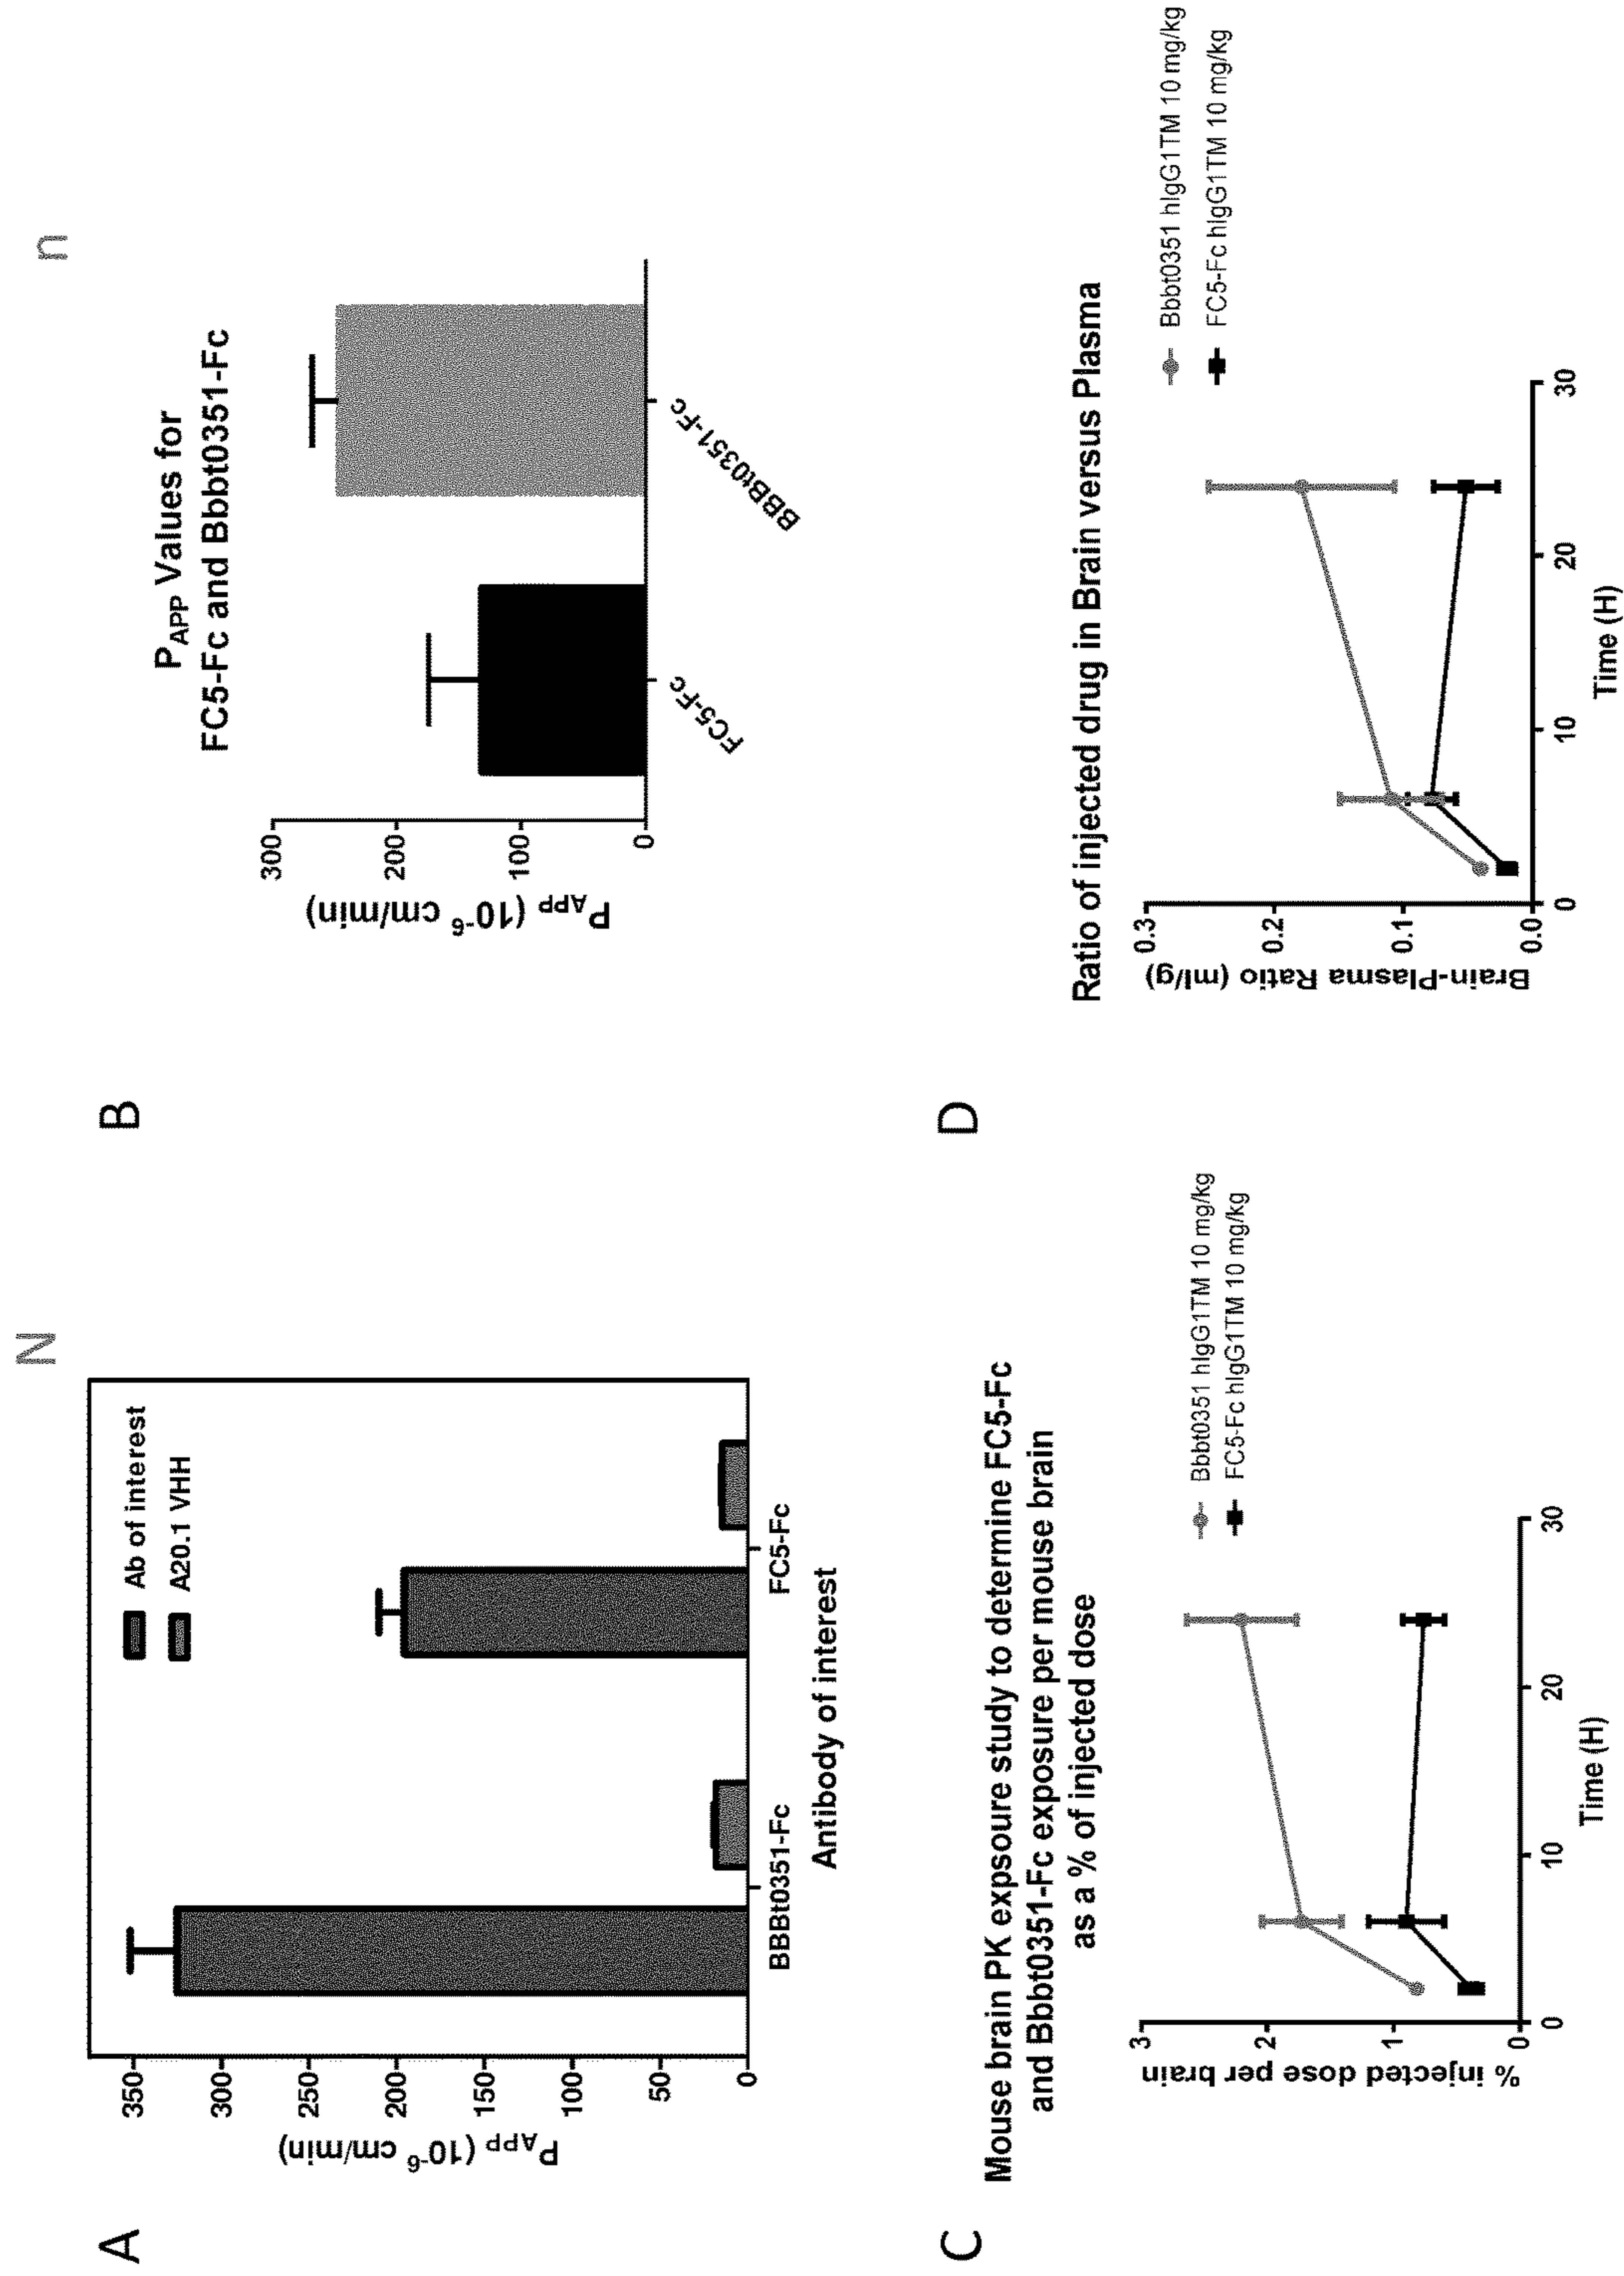 N
n
A
350
300
250
200
150
100
50
0
P_APP (10^-6 cm/min)
Ab of interest
A20.1 VHH
BBBt0351-Fc
FC5-Fc
Antibody of interest
B
P_APP Values for
FC5-Fc and Bbbt0351-Fc
300
200
100
0
P_APP (10^-6 cm/min)
FC5-Fc
BBBt0351-Fc
C
Mouse brain PK expsoure study to determine FC5-Fc
and Bbbt0351-Fc exposure per mouse brain
as a % of injected dose
3
2
1
0
% injected dose per brain
Bbbt0351 hIgG1TM 10 mg/kg
FC5-Fc hIgG1TM 10 mg/kg
0 10 20 30
Time (H)
D
Ratio of injected drug in Brain versus Plasma
0.3
0.2
0.1
0.0
Brain-Plasma Ratio (ml/g)
Bbbt0351 hIgG1TM 10 mg/kg
FC5-Fc hIgG1TM 10 mg/kg
0 10 20 30
Time (H)